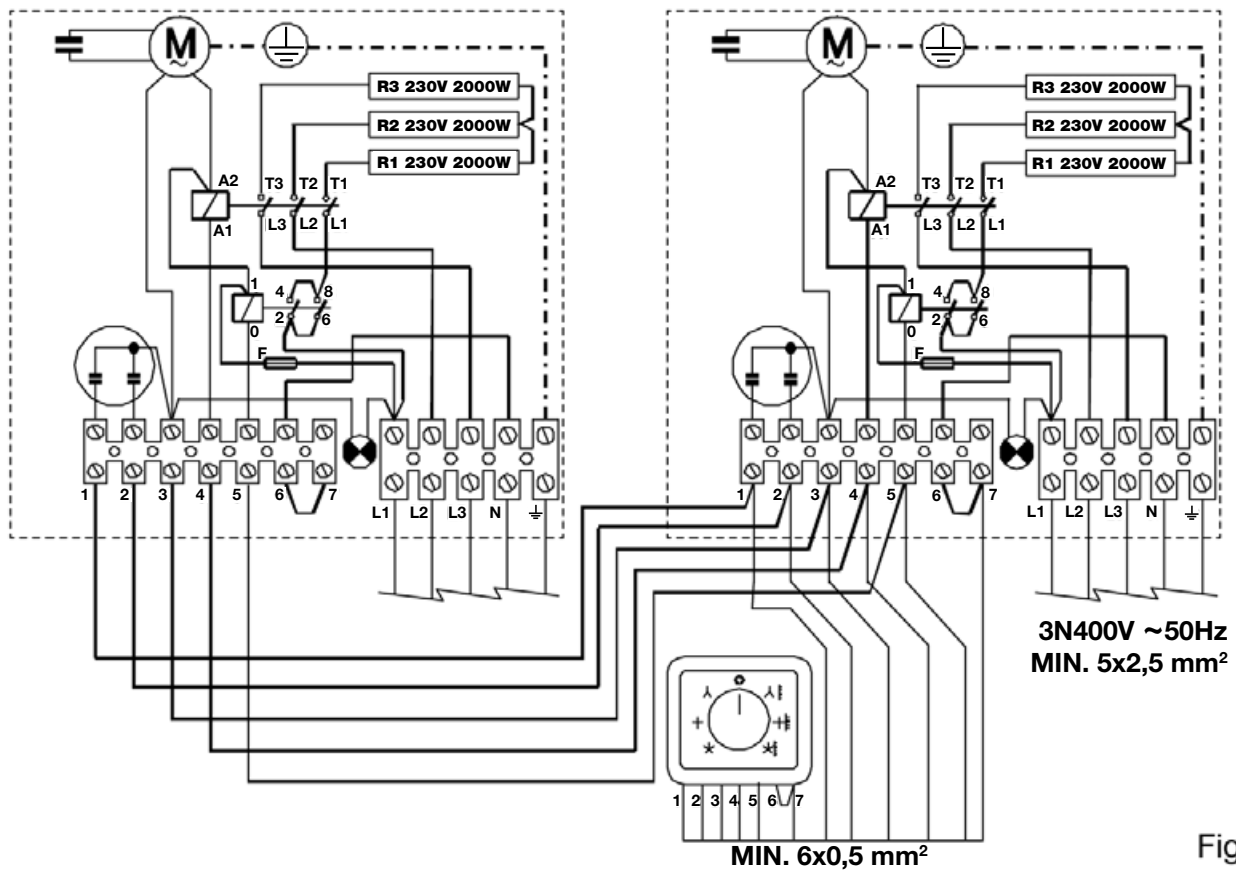 M
~
R3 230V 2000W
R2 230V 2000W
R1 230V 2000W
A2 T3 T2 T1
A1 L3 L2 L1
1 4 8
0 2 6
F
1 2 3 4 5 6 7
L1 L2 L3 N
M
~
R3 230V 2000W
R2 230V 2000W
R1 230V 2000W
A2 T3 T2 T1
A1 L3 L2 L1
1 4 8
0 2 6
F
1 2 3 4 5 6 7
L1 L2 L3 N
3N400V ~50Hz
MIN. 5x2,5 mm²
1 2 3 4 5 6 7
MIN. 6x0,5 mm²
Fig